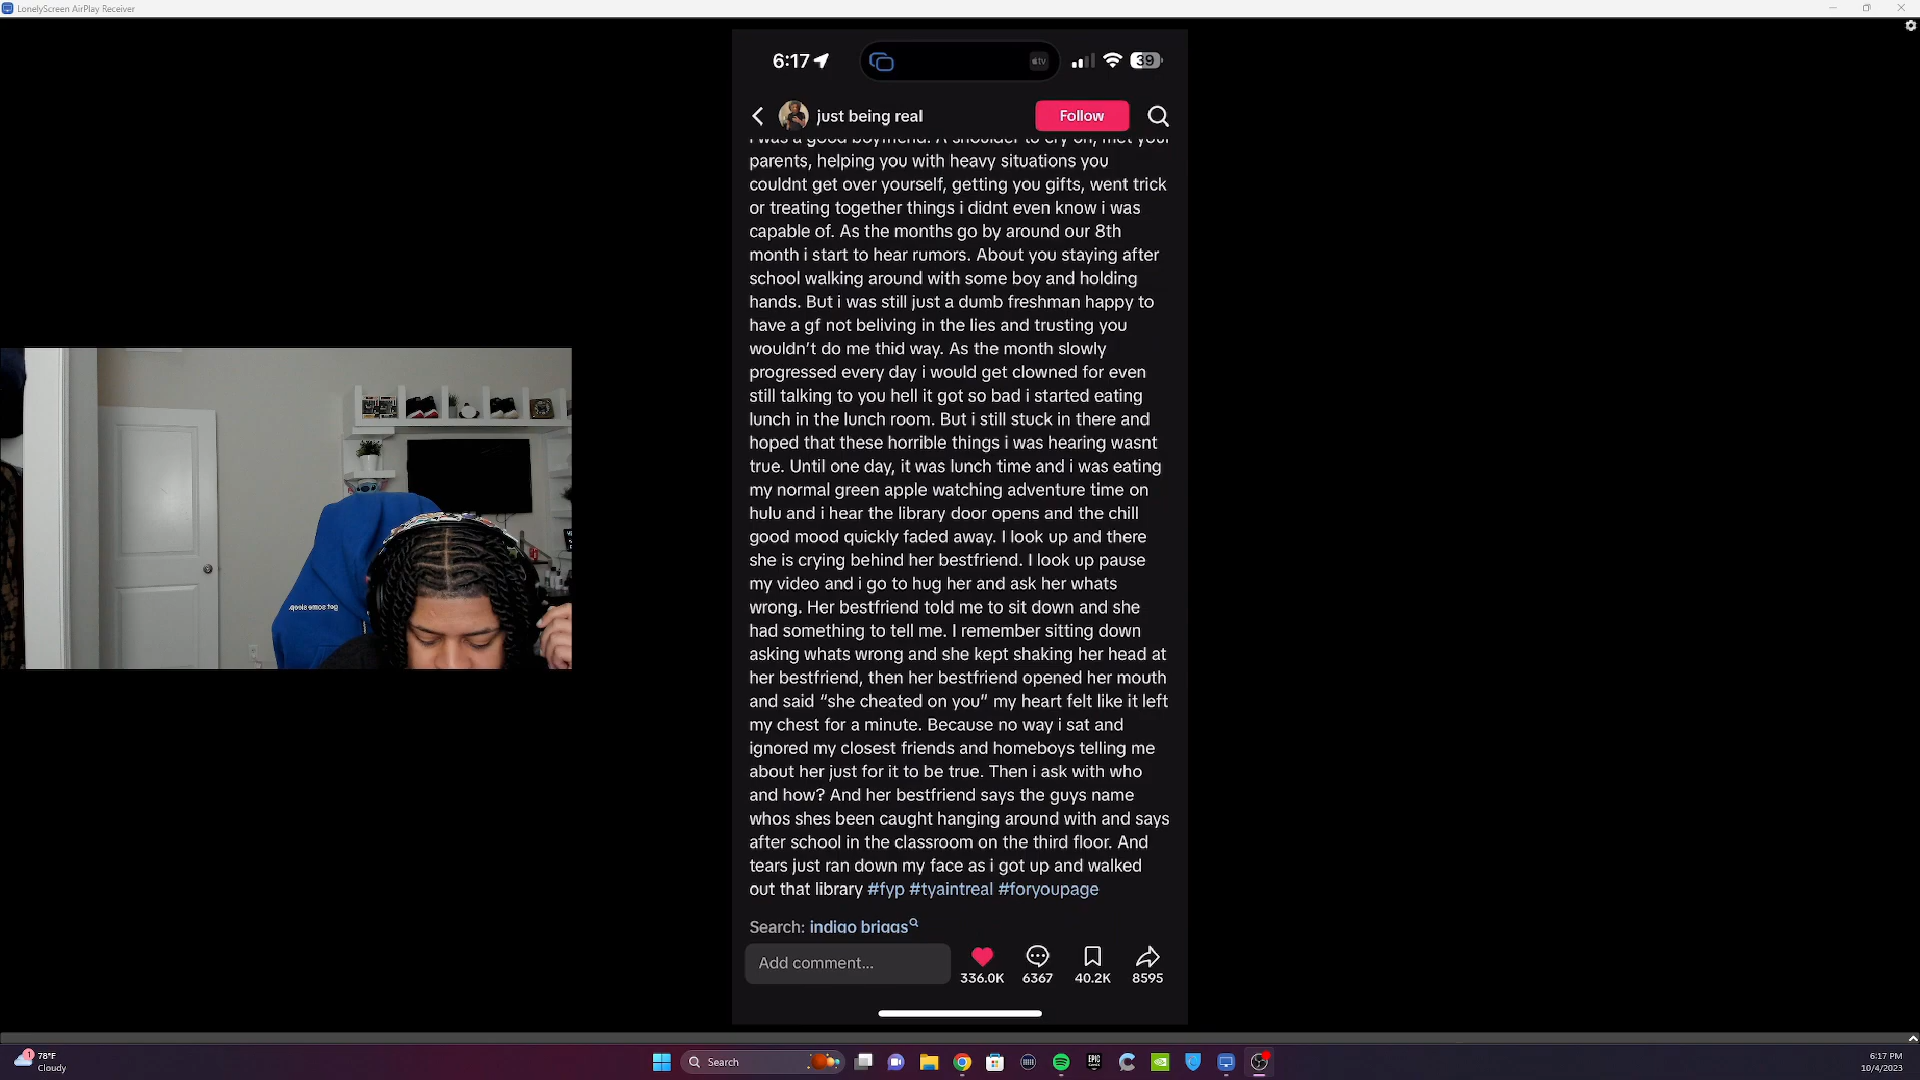 LonelyScreen AirPlay Receiver
6:17
tv
39
just being real
Follow
i was a good boyfriend. A shoulder to cry on, met your
parents, helping you with heavy situations you
couldnt get over yourself, getting you gifts, went trick
or treating together things i didnt even know i was
capable of. As the months go by around our 8th
month i start to hear rumors. About you staying after
school walking around with some boy and holding
hands. But i was still just a dumb freshman happy to
have a gf not beliving in the lies and trusting you
wouldn't do me thid way. As the month slowly
progressed every day i would get clowned for even
still talking to you hell it got so bad i started eating
lunch in the lunch room. But i still stuck in there and
hoped that these horrible things i was hearing wasnt
true. Until one day, it was lunch time and i was eating
my normal green apple watching adventure time on
hulu and i hear the library door opens and the chill
good mood quickly faded away. I look up and there
she is crying behind her bestfriend. I look up pause
my video and i go to hug her and ask her whats
wrong. Her bestfriend told me to sit down and she
had something to tell me. I remember sitting down
asking whats wrong and she kept shaking her head at
her bestfriend, then her bestfriend opened her mouth
and said “she cheated on you” my heart felt like it left
my chest for a minute. Because no way i sat and
ignored my closest friends and homeboys telling me
about her just for it to be true. Then i ask with who
and how? And her bestfriend says the guys name
whos shes been caught hanging around with and says
after school in the classroom on the third floor. And
tears just ran down my face as i got up and walked
out that library #fyp #tyaintreal #foryoupage
Search: indigo briggs
Add comment...
336.0K
6367
40.2K
8595
get some sleep
1
78°F
Cloudy
Search
EPIC
6:17 PM
10/4/2023